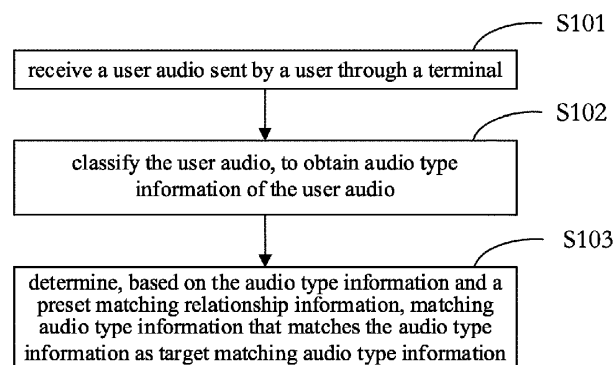 S101
receive a user audio sent by a user through a terminal
S102
classify the user audio, to obtain audio type
information of the user audio
S103
determine, based on the audio type information and a
preset matching relationship information, matching
audio type information that matches the audio type
information as target matching audio type information